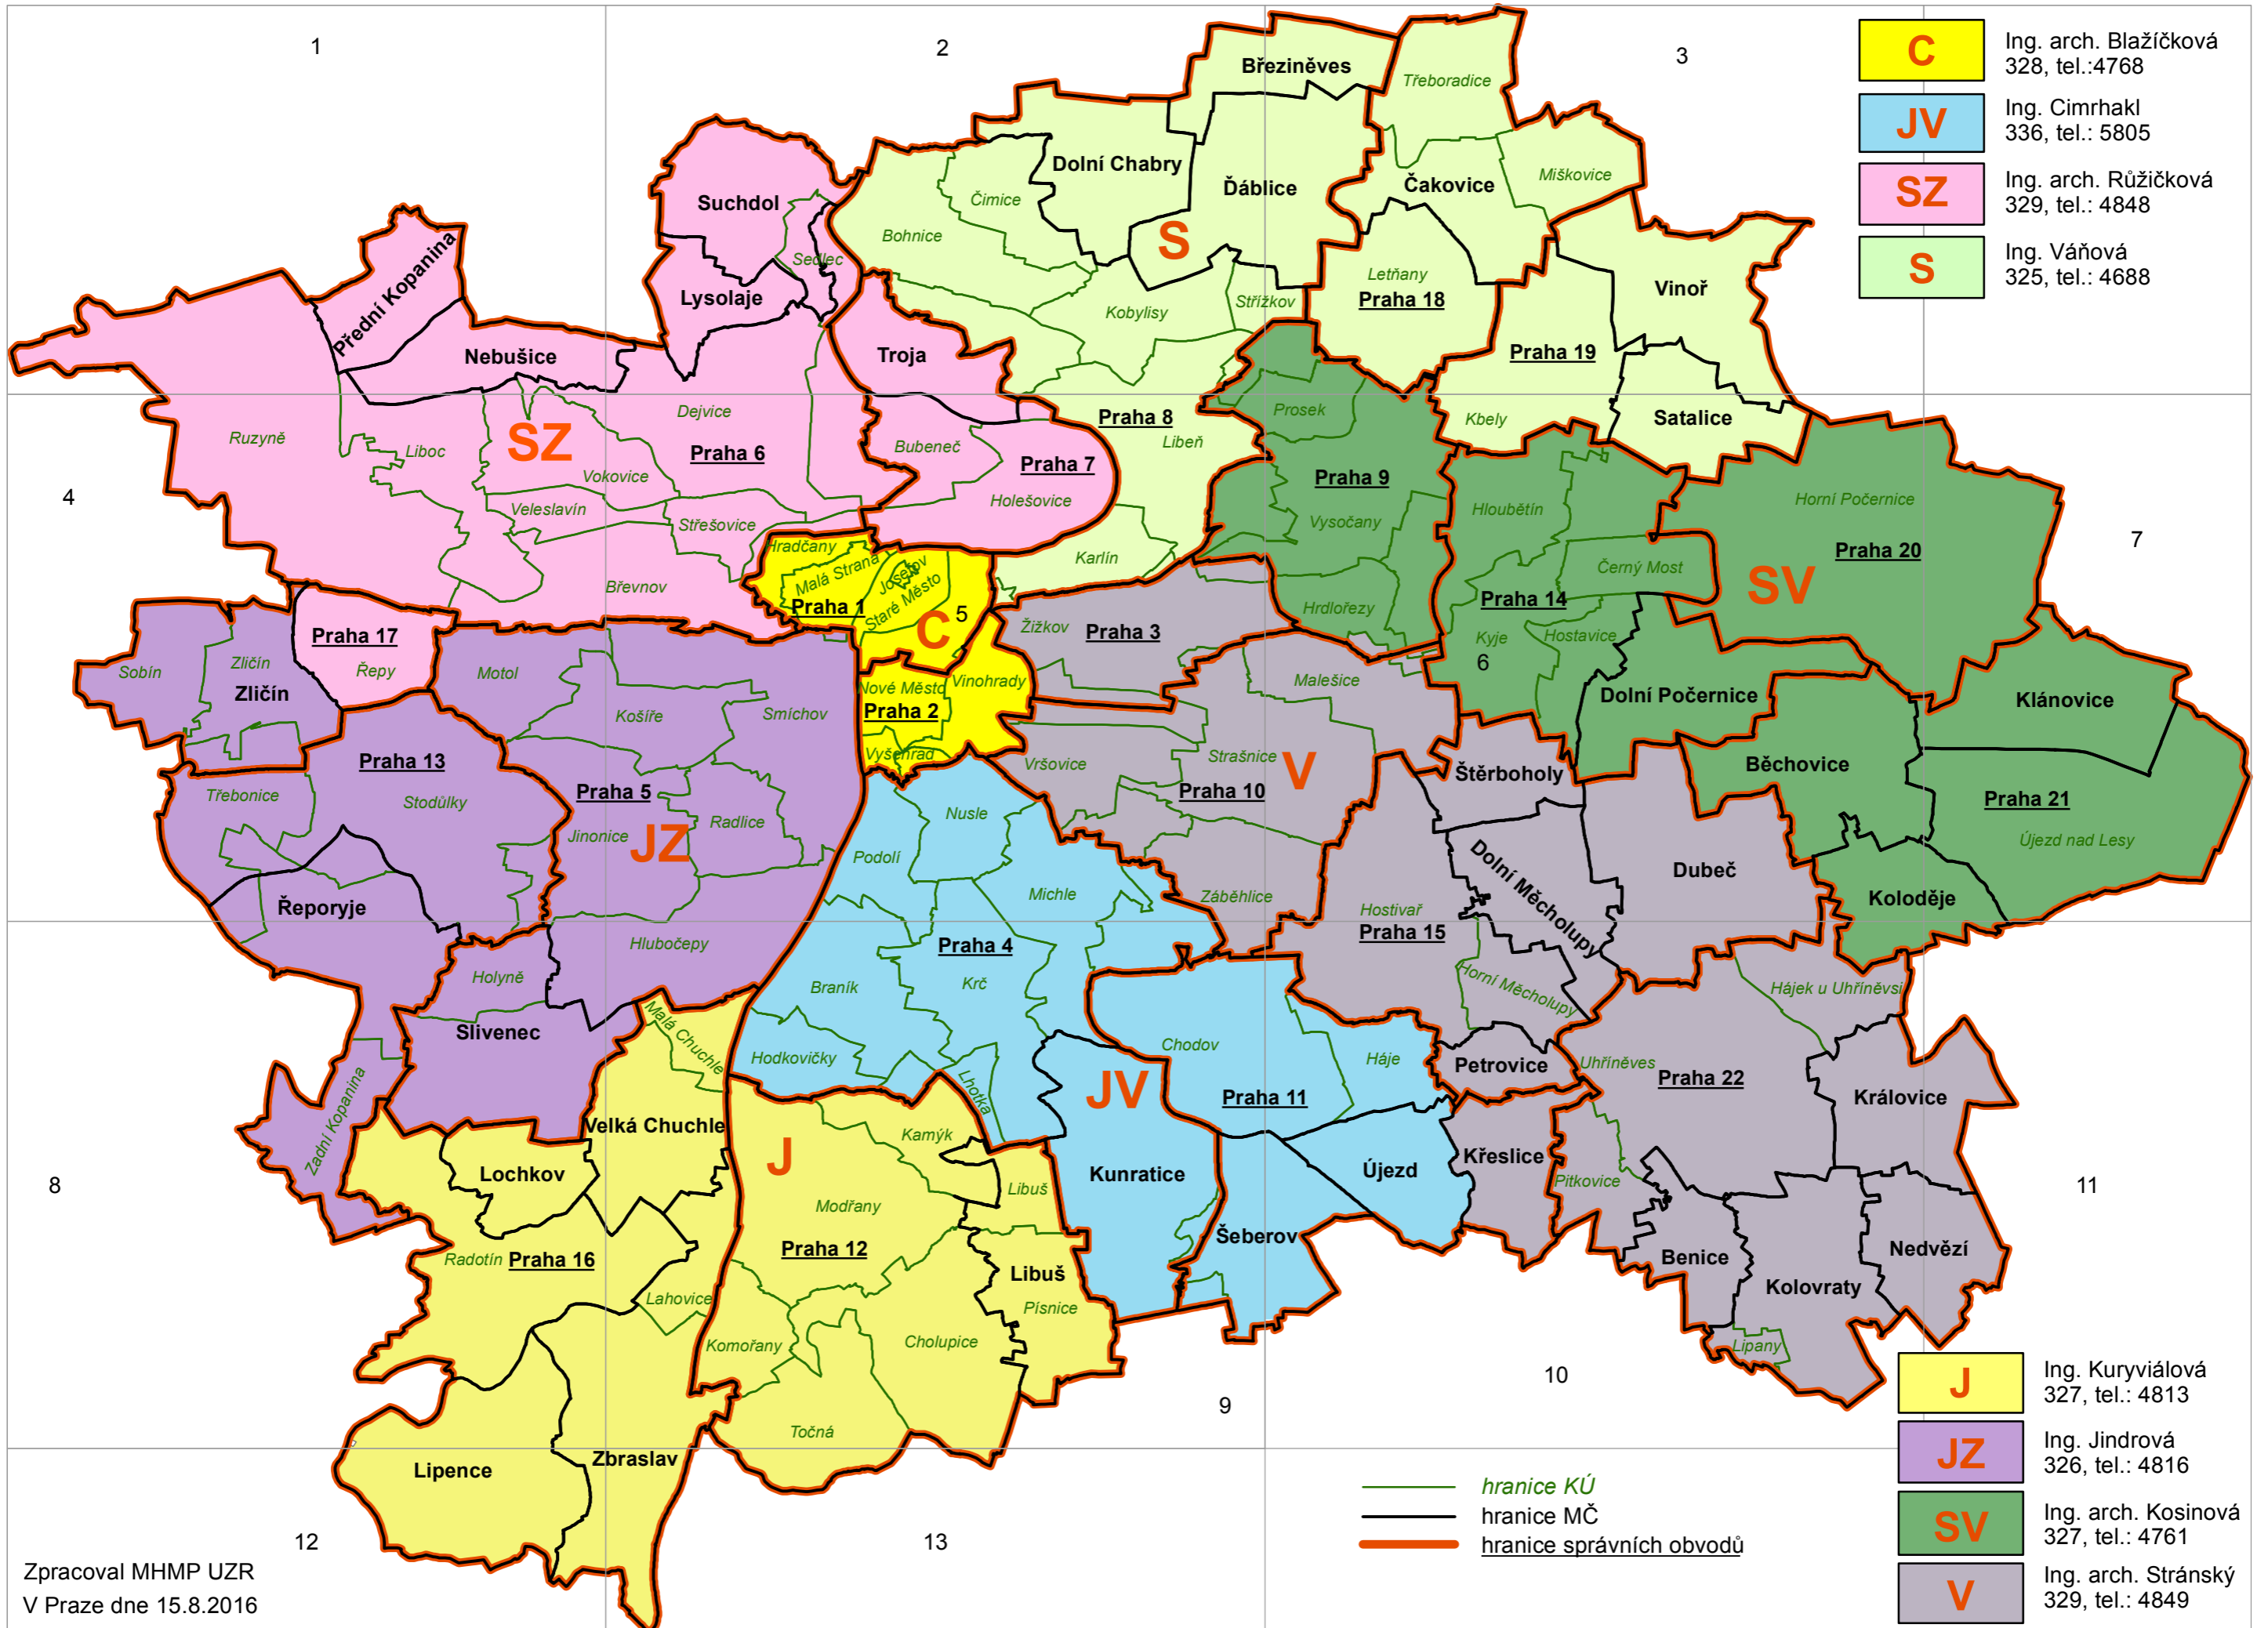 1
2
3
C
Ing. arch. Blažíčková
328, tel.:4768
JV
Ing. Cimrhakl
336, tel.: 5805
SZ
Ing. arch. Růžičková
329, tel.: 4848
S
Ing. Váňová
325, tel.: 4688
Březiněves
Třeboradice
Dolní Chabry
Ďáblice
Čakovice
Miškovice
Suchdol
Čimice
Bohnice
S
Sedlec
Přední Kopanina
Lysolaje
Letňany
Praha 18
Vinoř
Kobylisy
Střížkov
Nebušice
Troja
Praha 19
Dejvice
Praha 8
Prosek
Kbely
Satalice
Ruzyně
Liboc
SZ
Praha 6
Bubeneč
Praha 7
Libeň
4
Vokovice
Veleslavín
Střešovice
Holešovice
Praha 9
Vysočany
Hloubětín
Horní Počernice
Praha 20
7
Hradčany
Malá Strana
Josefov
Staré Město
Praha 1
C
5
Karlín
Břevnov
Černý Most
SV
Praha 14
Hrdlořezy
Praha 17
Řepy
Žižkov
Praha 3
Kyje
Hostavice
6
Sobín
Zličín
Zličín
Motol
Košíře
Smíchov
Nové Město
Praha 2
Vinohrady
Vyšehrad
Malešice
Dolní Počernice
Klánovice
Praha 13
Třebonice
Stodůlky
Praha 5
Jinonice
Radlice
JZ
Vršovice
Strašnice
V
Praha 10
Štěrboholy
Běchovice
Praha 21
Újezd nad Lesy
Nusle
Podolí
Michle
Záběhlice
Dolní Měcholupy
Dubeč
Koloděje
Řeporyje
Hlubočepy
Praha 4
Krč
Hostivař
Praha 15
Holyně
Slivenec
Malá Chuchle
Braník
Hodkovičky
Lhotka
Chodov
Háje
Horní Měcholupy
Petrovice
Hájek u Uhříněvsi
Uhříněves
Praha 22
Královice
Zadní Kopanina
Velká Chuchle
JV
Praha 11
8
Lochkov
J
Kamýk
Libuš
Kunratice
Újezd
Křeslice
Pitkovice
11
Modřany
Praha 12
Radotín
Praha 16
Šeberov
Benice
Nedvězí
Kolovraty
Lahovice
Libuš
Písnice
Komořany
Cholupice
Lipany
Točná
9
10
Lipence
Zbraslav
12
13
J
Ing. Kuryviálová
327, tel.: 4813
JZ
Ing. Jindrová
326, tel.: 4816
SV
Ing. arch. Kosinová
327, tel.: 4761
V
Ing. arch. Stránský
329, tel.: 4849
hranice KÚ
hranice MČ
hranice správních obvodů
Zpracoval MHMP UZR
V Praze dne 15.8.2016